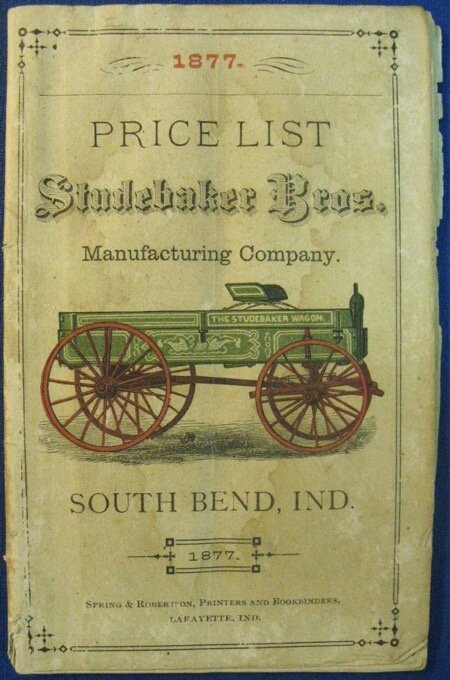 1877.
PRICE LIST
Studebaker Bros.
Manufacturing Company.
THE STUDEBAKER WAGON.
SOUTH BEND, IND.
1877.
SPRING & ROBERTSON, PRINTERS AND BOOKBINDERS,
LAFAYETTE, IND.